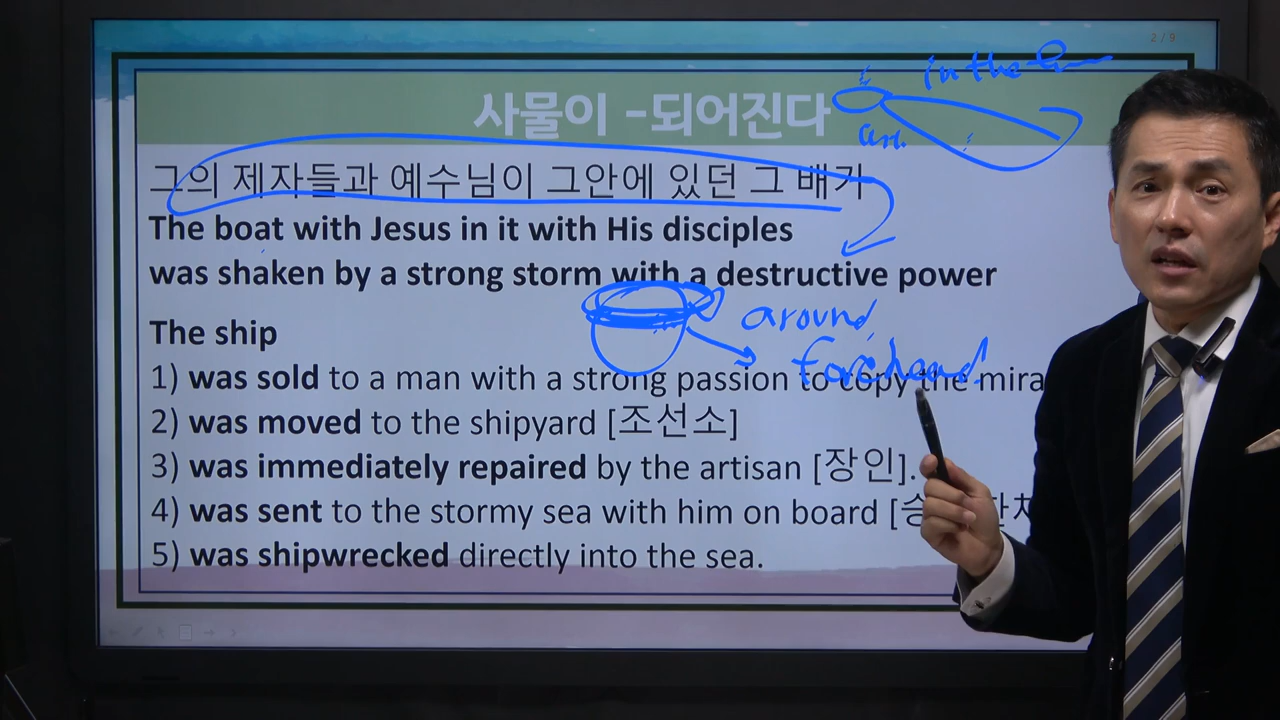 2 / 9
in the
사물이 -되어진다
그의 제자들과 예수님이 그안에 있던 그 배가
The boat with Jesus in it with His disciples
was shaken by a strong storm with a destructive power
around
The ship
forehead
1) was sold to a man with a strong passion to copy the mira
2) was moved to the shipyard [조선소]
3) was immediately repaired by the artisan [장인].
4) was sent to the stormy sea with him on board [승
5) was shipwrecked directly into the sea.